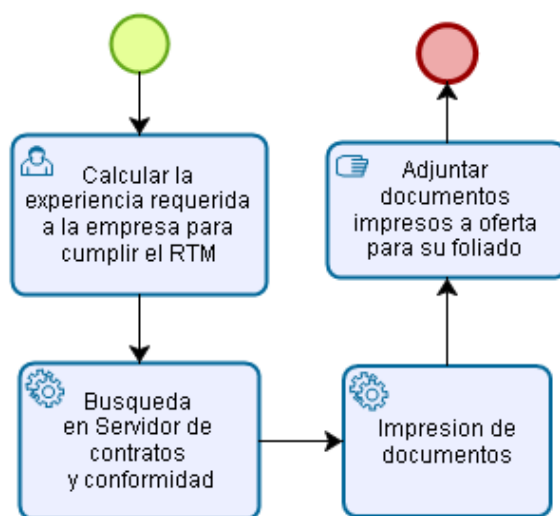 Calcular la
experiencia requerida
a la empresa para
cumplir el RTM
Busqueda
en Servidor de
contratos
y conformidad
Impresion de
documentos
Adjuntar
documentos
impresos a oferta
para su foliado